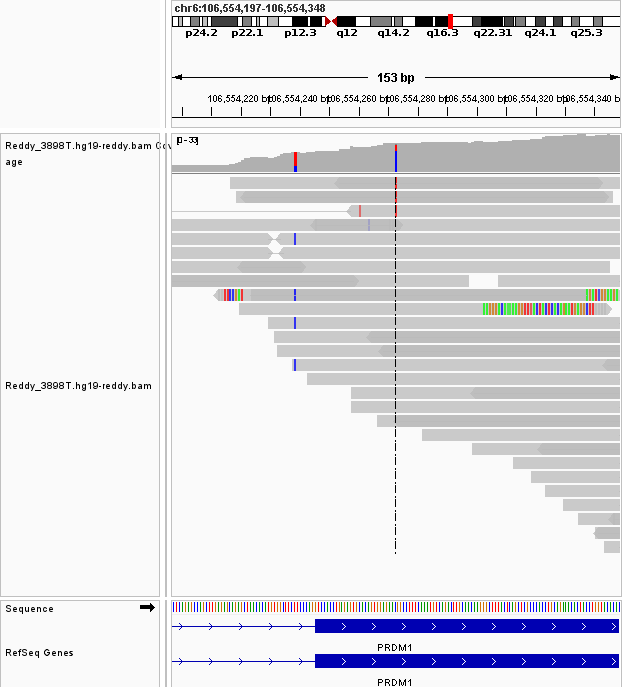 chr6:106,554,197-106,554,348
p24.2 p22.1 p12.3 q12 q14.2 q16.3 q22.31 q24.1 q25.3
153 bp
106,554,220 bp 106,554,240 bp 106,554,260 bp 106,554,280 bp 106,554,300 bp 106,554,320 bp 106,554,340 bp
Reddy_3898T.hg19-reddy.bam Cov
age
[0-33]
Reddy_3898T.hg19-reddy.bam
Sequence
RefSeq Genes
PRDM1
PRDM1